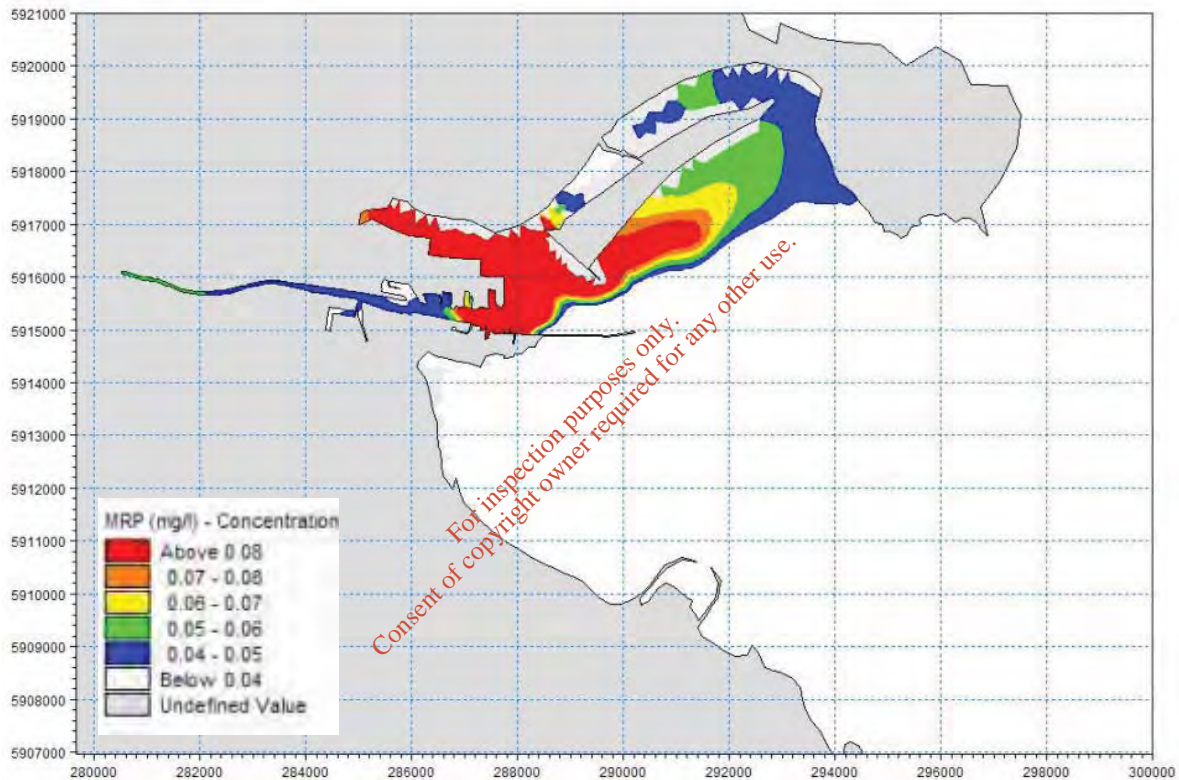 5921000
5920000
5919000
5918000
5917000
5916000
5915000
5914000
5913000
5912000
5911000
5910000
5909000
5908000
5907000
MRP (mg/l) - Concentration
Above 0.08
0.07 - 0.08
0.06 - 0.07
0.05 - 0.06
0.04 - 0.05
Below 0.04
Undefined Value
For inspection purposes only.
Consent of copyright owner required for any other use.
280000 282000 284000 286000 288000 290000 292000 294000 296000 298000 300000